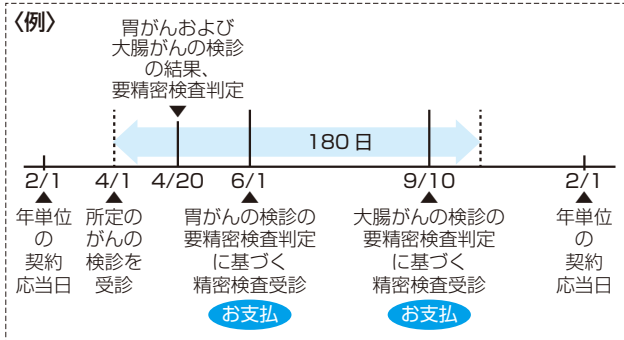 〈例〉
胃がんおよび
大腸がんの検診
の結果、
要精密検査判定
180日
2/1
4/1
4/20
6/1
9/10
2/1
年単位
の
契約
応当日
所定の
がんの
検診を
受診
胃がんの検診の
要精密検査判定
に基づく
精密検査受診
お支払
大腸がんの検診の
要精密検査判定
に基づく
精密検査受診
お支払
年単位
の
契約
応当日